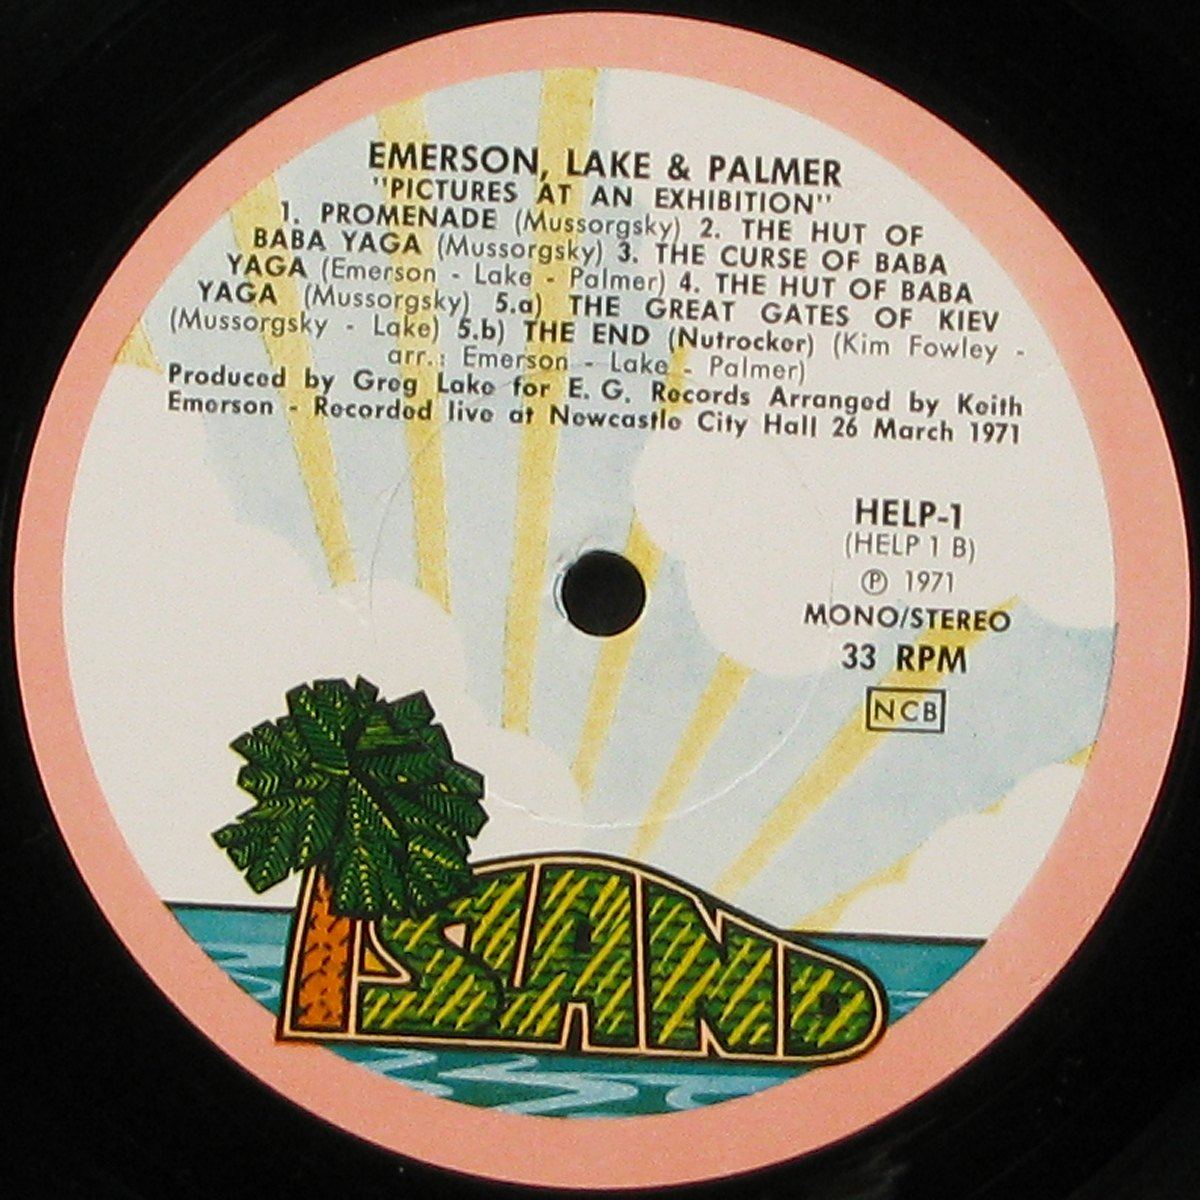 EMERSON, LAKE & PALMER
"PICTURES AT AN EXHIBITION"
1. PROMENADE (Mussorgsky) 2. THE HUT OF
BABA YAGA (Mussorgsky) 3. THE CURSE OF BABA
YAGA (Emerson - Lake - Palmer) 4. THE HUT OF BABA
YAGA (Mussorgsky) 5.a) THE GREAT GATES OF KIEV
(Mussorgsky - Lake) 5.b) THE END (Nutrocker) (Kim Fowley -
arr.: Emerson - Lake - Palmer)
Produced by Greg Lake for E. G. Records Arranged by Keith
Emerson - Recorded live at Newcastle City Hall 26 March 1971
HELP-1
(HELP 1 B)
Ⓟ 1971
MONO/STEREO
33 RPM
NCB
ISLAND